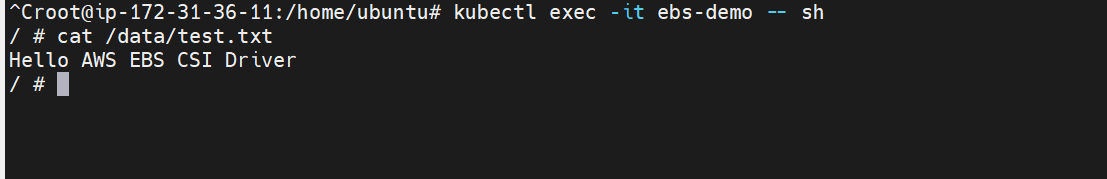 ^Croot@ip-172-31-36-11:/home/ubuntu# kubectl exec -it ebs-demo -- sh
/ # cat /data/test.txt
Hello AWS EBS CSI Driver
/ #